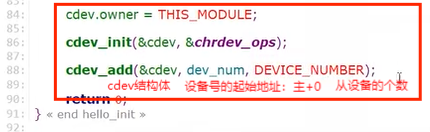 84 cdev.owner = THIS_MODULE;
85
86 cdev_init(&cdev, &chrdev_ops);
87
88 cdev_add(&cdev, dev_num, DEVICE_NUMBER);
89 cdev结构体 设备号的起始地址：主+0 从设备的个数
90 return 0;
91 } « end hello_init »
92